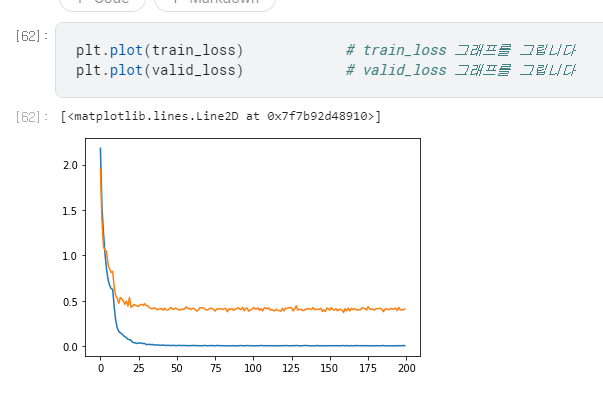 + Code + Markdown
[62]:
plt.plot(train_loss) # train_loss 그래프를 그립니다
plt.plot(valid_loss) # valid_loss 그래프를 그립니다
[62]: [<matplotlib.lines.Line2D at 0x7f7b92d48910>]
2.0
1.5
1.0
0.5
0.0
0 25 50 75 100 125 150 175 200